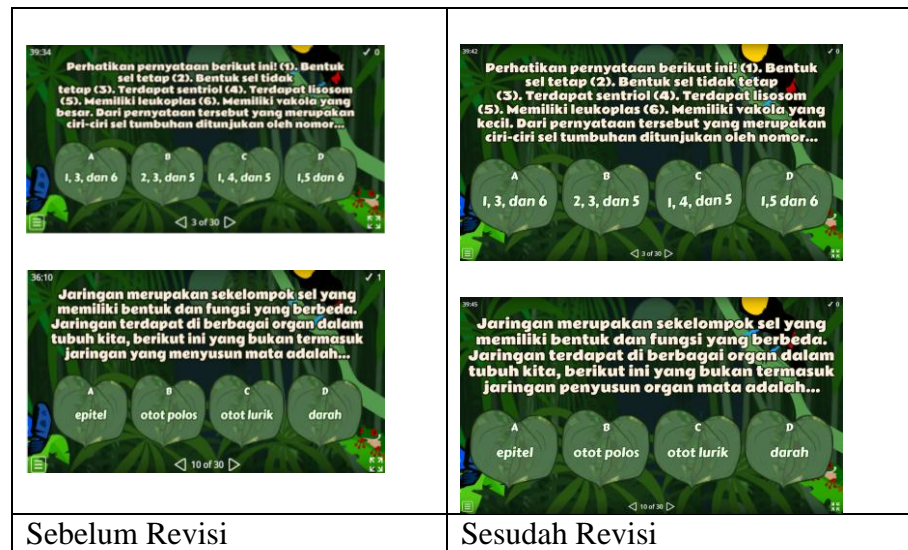 39:34
✓ 0
Perhatikan pernyataan berikut ini! (1). Bentuk
sel tetap (2). Bentuk sel tidak
tetap (3). Terdapat sentriol (4). Terdapat lisosom
(5). Memiliki leukoplas (6). Memiliki vakola yang
besar. Dari pernyataan tersebut yang merupakan
ciri-ciri sel tumbuhan ditunjukan oleh nomor...
A
1, 3, dan 6
B
2, 3, dan 5
C
1, 4, dan 5
D
1,5 dan 6
3 of 30
36:10
✓ 1
Jaringan merupakan sekelompok sel yang
memiliki bentuk dan fungsi yang berbeda.
Jaringan terdapat di berbagai organ dalam
tubuh kita, berikut ini yang bukan termasuk
jaringan yang menyusun mata adalah...
A
epitel
B
otot polos
C
otot lurik
D
darah
10 of 30
Sebelum Revisi
39:42
✓ 0
Perhatikan pernyataan berikut ini! (1). Bentuk
sel tetap (2). Bentuk sel tidak tetap
(3). Terdapat sentriol (4). Terdapat lisosom
(5). Memiliki leukoplas (6). Memiliki vakola yang
kecil. Dari pernyataan tersebut yang merupakan
ciri-ciri sel tumbuhan ditunjukan oleh nomor...
A
1, 3, dan 6
B
2, 3, dan 5
C
1, 4, dan 5
D
1,5 dan 6
3 of 30
39:45
✓ 0
Jaringan merupakan sekelompok sel yang
memiliki bentuk dan fungsi yang berbeda.
Jaringan terdapat di berbagai organ dalam
tubuh kita, berikut ini yang bukan termasuk
jaringan penyusun organ mata adalah...
A
epitel
B
otot polos
C
otot lurik
D
darah
10 of 30
Sesudah Revisi